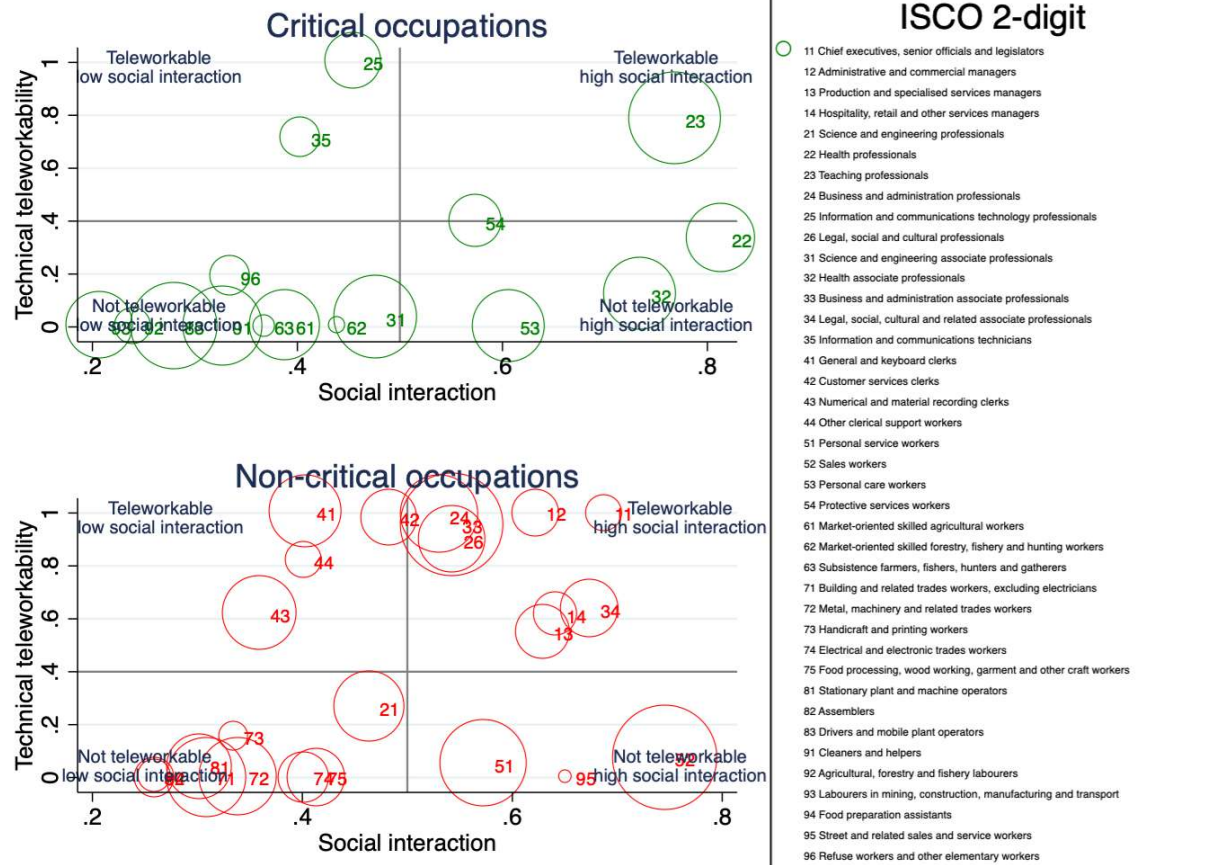 Critical occupations
Teleworkable
ow social interaction
Teleworkable
high social interaction
Technical teleworkability
1
.8
.6
.4
.2
0
25
23
35
54
22
96
32
Not teleworkable
ow social interaction
Not teleworkable
high social interaction
63
61
62
31
53
.2
.4
.6
.8
Social interaction
Non-critical occupations
Teleworkable
low social interaction
Teleworkable
high social interaction
Technical teleworkability
1
.8
.6
.4
.2
0
41
42
24
33
26
12
11
44
43
14
34
13
21
73
Not teleworkable
low social interaction
Not teleworkable
high social interaction
81
71
72
74
75
51
52
95
.2
.4
.6
.8
Social interaction
ISCO 2-digit
11 Chief executives, senior officials and legislators
12 Administrative and commercial managers
13 Production and specialised services managers
14 Hospitality, retail and other services managers
21 Science and engineering professionals
22 Health professionals
23 Teaching professionals
24 Business and administration professionals
25 Information and communications technology professionals
26 Legal, social and cultural professionals
31 Science and engineering associate professionals
32 Health associate professionals
33 Business and administration associate professionals
34 Legal, social, cultural and related associate professionals
35 Information and communications technicians
41 General and keyboard clerks
42 Customer services clerks
43 Numerical and material recording clerks
44 Other clerical support workers
51 Personal service workers
52 Sales workers
53 Personal care workers
54 Protective services workers
61 Market-oriented skilled agricultural workers
62 Market-oriented skilled forestry, fishery and hunting workers
63 Subsistence farmers, fishers, hunters and gatherers
71 Building and related trades workers, excluding electricians
72 Metal, machinery and related trades workers
73 Handicraft and printing workers
74 Electrical and electronic trades workers
75 Food processing, wood working, garment and other craft workers
81 Stationary plant and machine operators
82 Assemblers
83 Drivers and mobile plant operators
91 Cleaners and helpers
92 Agricultural, forestry and fishery labourers
93 Labourers in mining, construction, manufacturing and transport
94 Food preparation assistants
95 Street and related sales and service workers
96 Refuse workers and other elementary workers